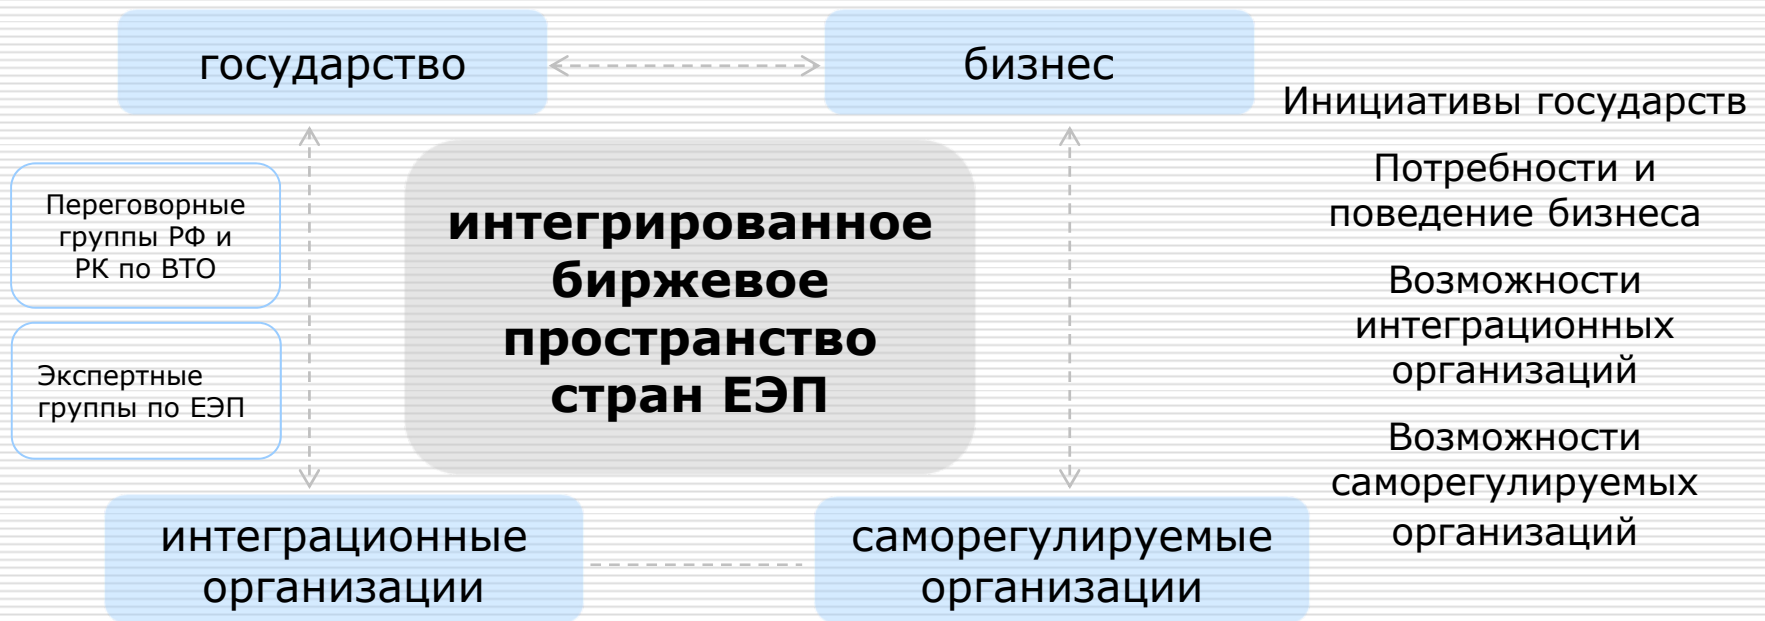 государство
бизнес
Переговорные
группы РФ и
РК по ВТО
Экспертные
группы по ЕЭП
интегрированное
биржевое
пространство
стран ЕЭП
интеграционные
организации
саморегулируемые
организации
Инициативы государств
Потребности и
поведение бизнеса
Возможности
интеграционных
организаций
Возможности
саморегулируемых
организаций